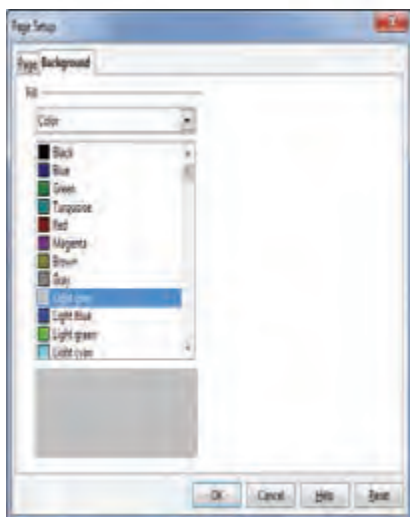 Page Setup
Page Background
Fill
Color
Black
Blue
Green
Turquoise
Red
Magenta
Brown
Gray
Light gray
Light blue
Light green
Light cyan
OK Cancel Help Reset